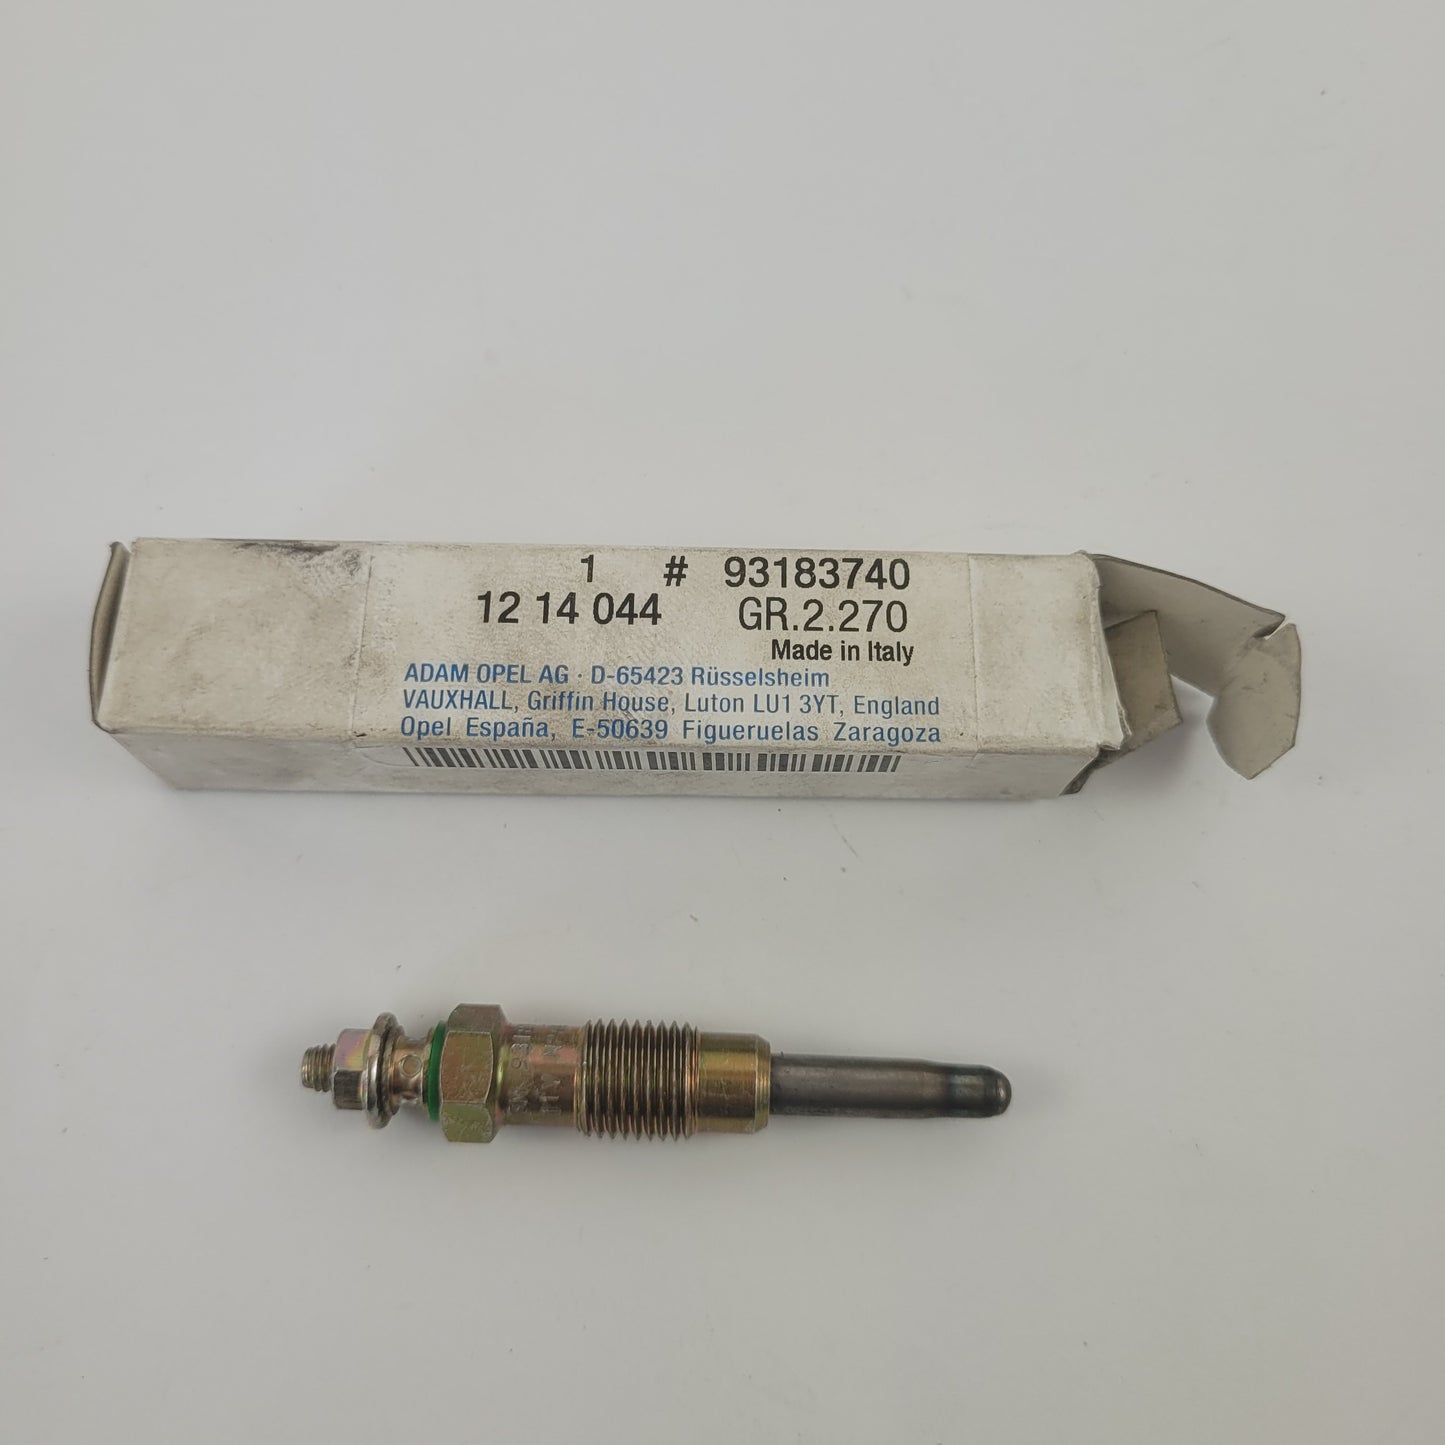 1 # 93183740
12 14 044 GR.2.270
Made in Italy
ADAM OPEL AG · D-65423 Rüsselsheim
VAUXHALL, Griffin House, Luton LU1 3YT, England
Opel España, E-50639 Figueruelas Zaragoza
11V